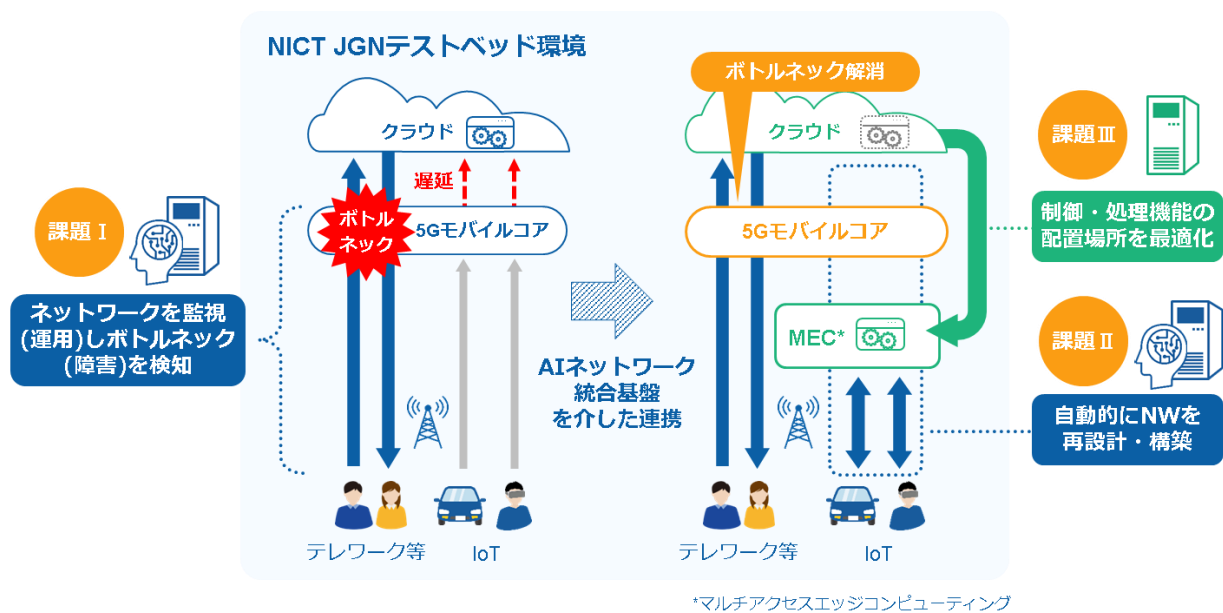 NICT JGNテストベッド環境
クラウド
遅延
ボトル
ネック
5Gモバイルコア
課題Ⅰ
ネットワークを監視
(運用)しボトルネック
(障害)を検知
テレワーク等
IoT
AIネットワーク
統合基盤
を介した連携
ボトルネック解消
クラウド
5Gモバイルコア
MEC*
テレワーク等
IoT
課題Ⅲ
制御・処理機能の
配置場所を最適化
課題Ⅱ
自動的にNWを
再設計・構築
*マルチアクセスエッジコンピューティング